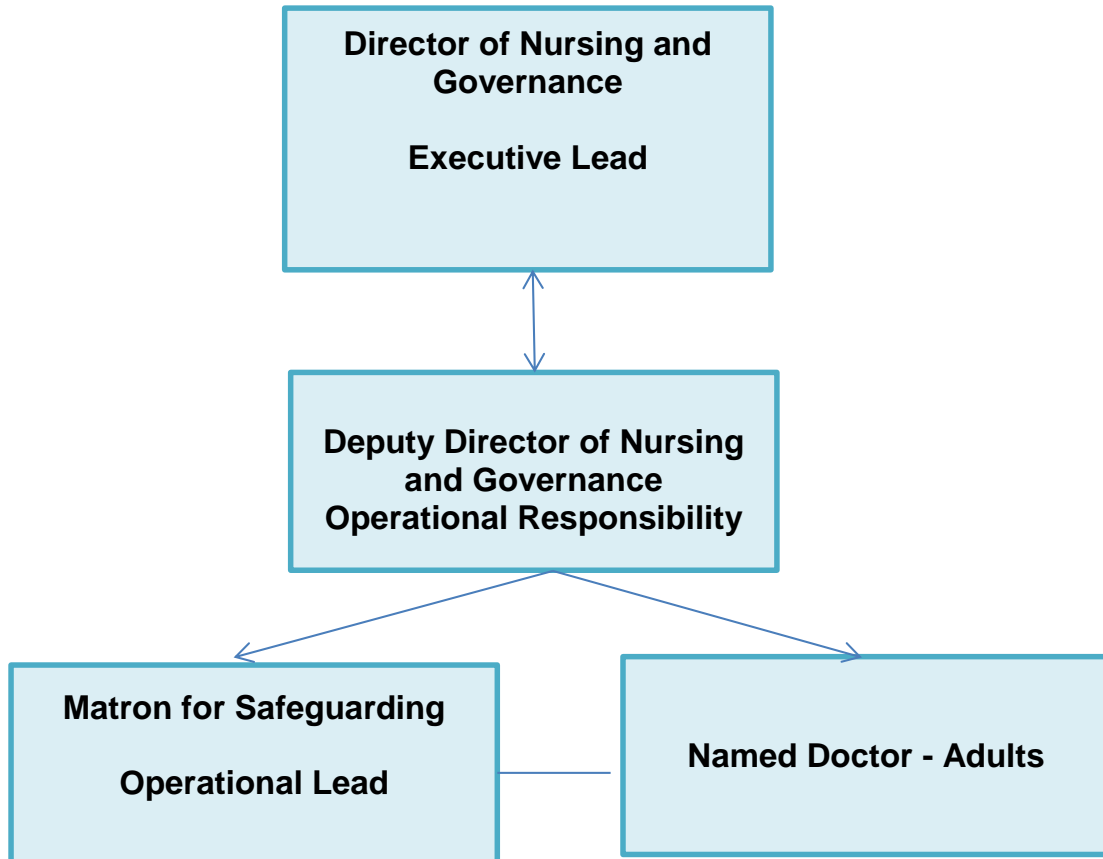 Director of Nursing and
Governance
Executive Lead
Deputy Director of Nursing
and Governance
Operational Responsibility
Matron for Safeguarding
Operational Lead
Named Doctor - Adults